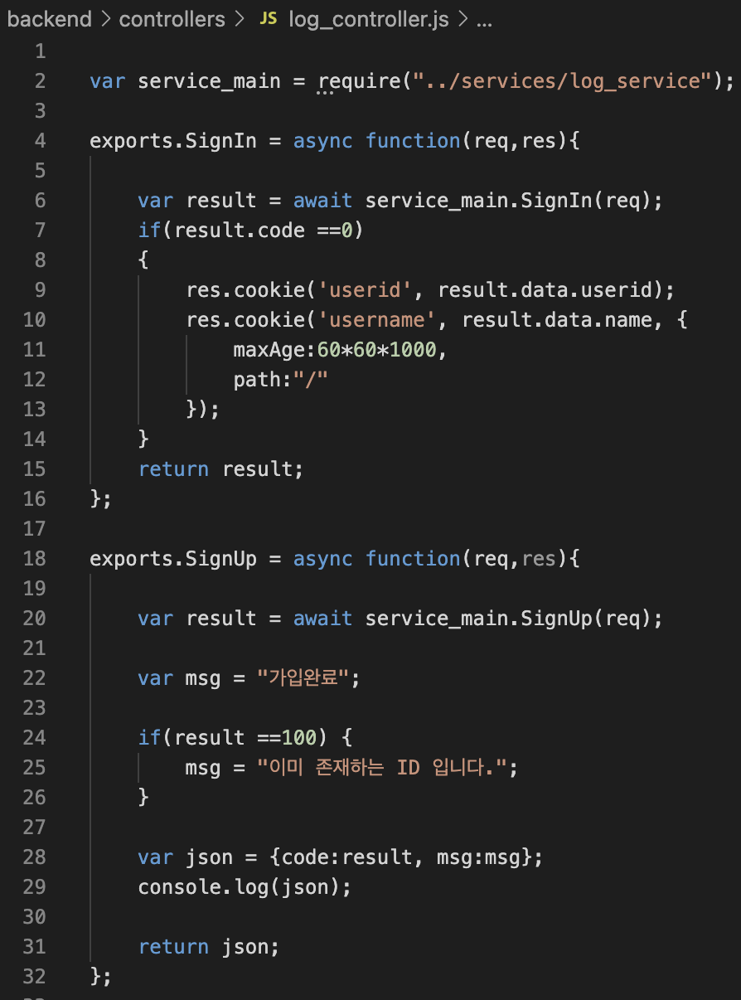 backend > controllers > JS log_controller.js > ...
1
2 var service_main = require("../services/log_service");
3
4 exports.SignIn = async function(req,res){
5
6 var result = await service_main.SignIn(req);
7 if(result.code ==0)
8 {
9 res.cookie('userid', result.data.userid);
10 res.cookie('username', result.data.name, {
11 maxAge:60*60*1000,
12 path:"/"
13 });
14 }
15 return result;
16 };
17
18 exports.SignUp = async function(req,res){
19
20 var result = await service_main.SignUp(req);
21
22 var msg = "가입완료";
23
24 if(result ==100) {
25 msg = "이미 존재하는 ID 입니다.";
26 }
27
28 var json = {code:result, msg:msg};
29 console.log(json);
30
31 return json;
32 };